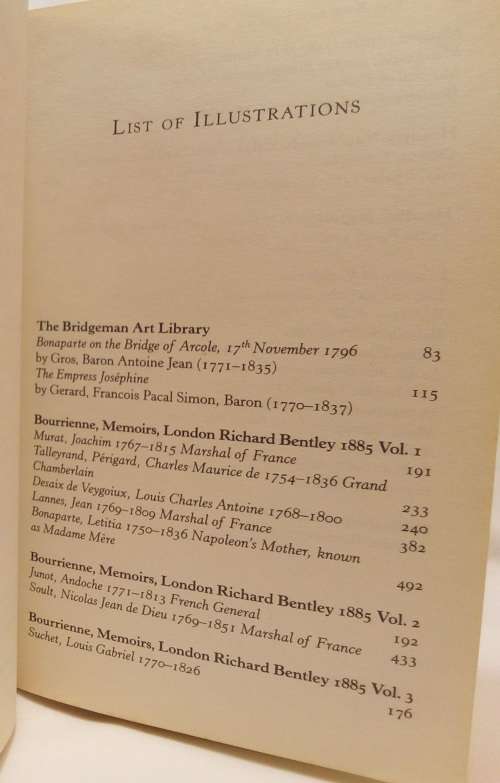 LIST OF ILLUSTRATIONS
The Bridgeman Art Library
Bonaparte on the Bridge of Arcole, 17th November 1796 83
by Gros, Baron Antoine Jean (1771–1835)
The Empress Joséphine 115
by Gerard, Francois Pacal Simon, Baron (1770–1837)
Bourrienne, Memoirs, London Richard Bentley 1885 Vol. 1
Murat, Joachim 1767–1815 Marshal of France 191
Talleyrand, Périgard, Charles Maurice de 1754–1836 Grand
Chamberlain 233
Desaix de Veygoiux, Louis Charles Antoine 1768–1800 240
Lannes, Jean 1769–1809 Marshal of France 382
Bonaparte, Letitia 1750–1836 Napoleon's Mother, known
as Madame Mère 492
Bourrienne, Memoirs, London Richard Bentley 1885 Vol. 2
Junot, Andoche 1771–1813 French General 192
Soult, Nicolas Jean de Dieu 1769–1851 Marshal of France 433
Bourrienne, Memoirs, London Richard Bentley 1885 Vol. 3
Suchet, Louis Gabriel 1770–1826 176